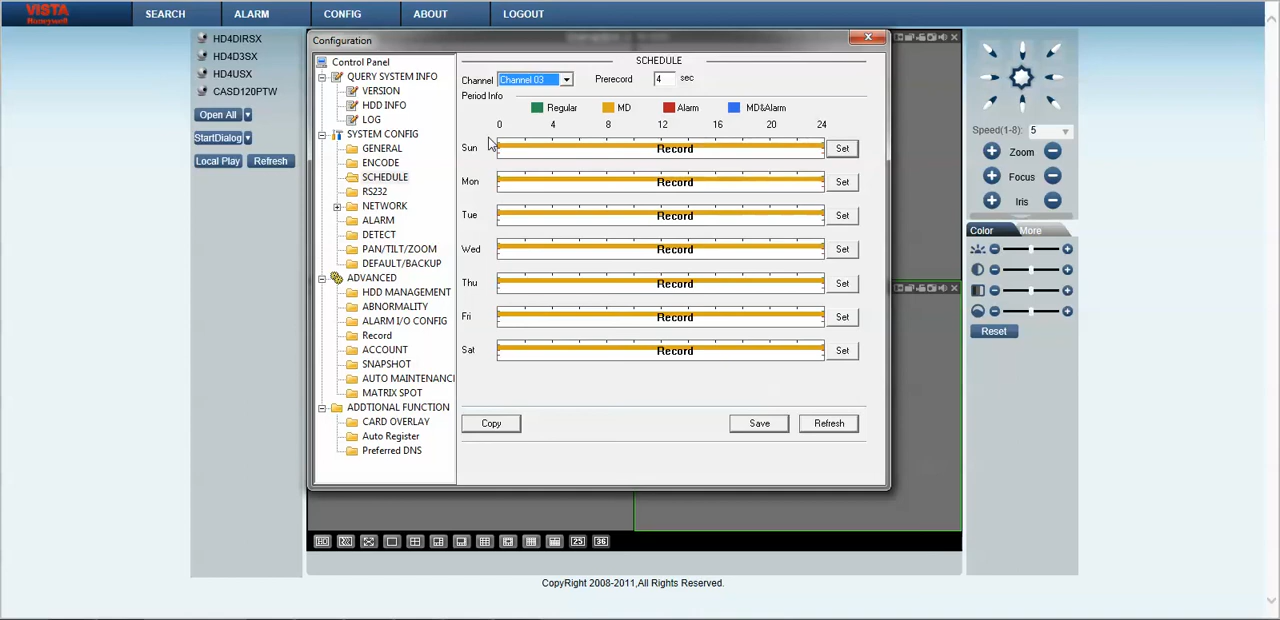 VISTA
Honeywell
SEARCH
ALARM
CONFIG
ABOUT
LOGOUT
HD4DIRSX
HD4D3SX
HD4USX
CASD120PTW
Open All
StartDialog
Local Play
Refresh
Configuration
Control Panel
QUERY SYSTEM INFO
VERSION
HDD INFO
LOG
SYSTEM CONFIG
GENERAL
ENCODE
SCHEDULE
RS232
NETWORK
ALARM
DETECT
PAN/TILT/ZOOM
DEFAULT/BACKUP
ADVANCED
HDD MANAGEMENT
ABNORMALITY
ALARM I/O CONFIG
Record
ACCOUNT
SNAPSHOT
AUTO MAINTENANCI
MATRIX SPOT
ADDTIONAL FUNCTION
CARD OVERLAY
Auto Register
Preferred DNS
SCHEDULE
Channel Channel 03 Prerecord 4 sec
Period Info
Regular MD Alarm MD&Alarm
0 4 8 12 16 20 24
Sun Record Set
Mon Record Set
Tue Record Set
Wed Record Set
Thu Record Set
Fri Record Set
Sat Record Set
Copy Save Refresh
Speed(1-8): 5
Zoom
Focus
Iris
Color More
Reset
25 36
CopyRight 2008-2011,All Rights Reserved.